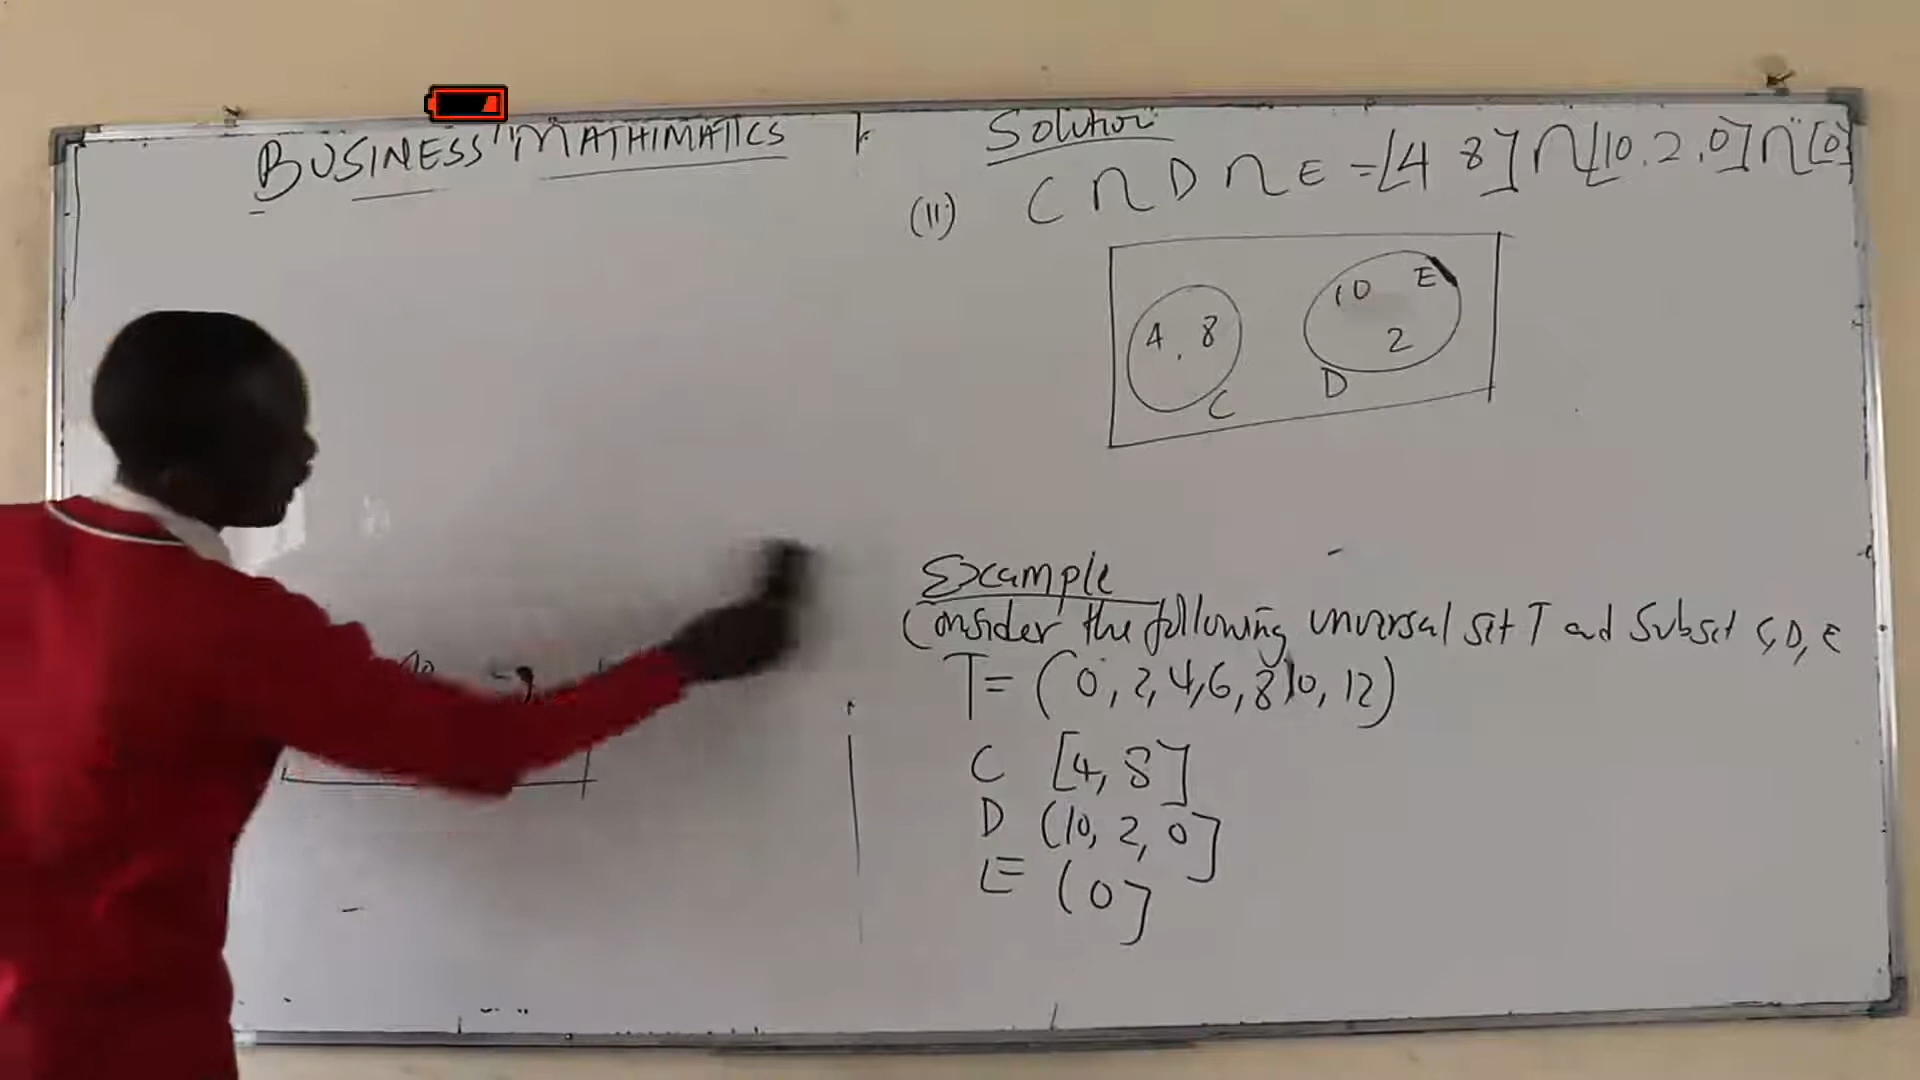 BUSINESS MATHIMATICS
Solution
(II) C ∩ D ∩ E = [4 8] ∩ [10, 2, 0] ∩ [0]
4, 8
C
10 E
2
D
Example
Consider the following universal set T and Subset C, D, E
T = (0, 2, 4, 6, 8 10, 12)
C [4, 8]
D (10, 2, 0]
E (0]